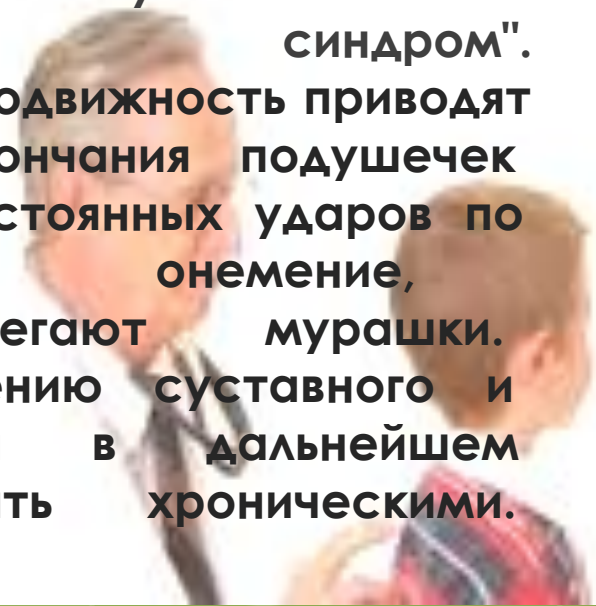 синдром".
одвижность приводят
ончания подушечек
стоянных ударов по
онемение,
егают мурашки.
ению суставного и
в дальнейшем
ть хроническими.